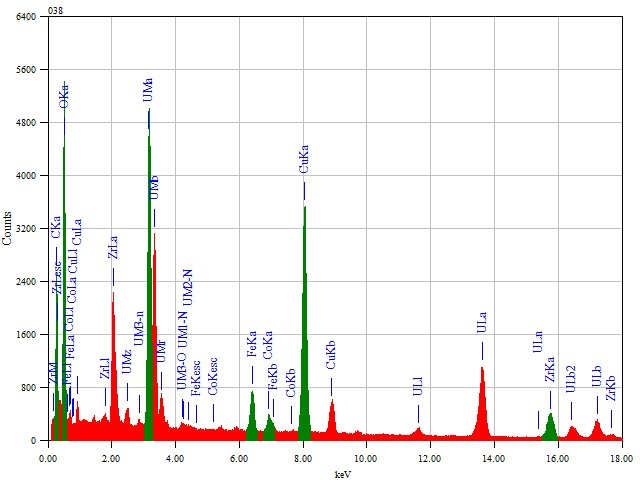 038
6400
5600
4800
4000
3200
2400
1600
800
0
Counts
0.00 2.00 4.00 6.00 8.00 10.00 12.00 14.00 16.00 18.00
keV
ZrM
ZrLesc
CKa
OKa
FeLl
FeLa
CoLl
CoLa
CuLl
CuLa
ZrLl
ZrLa
UMz
UM3-n
UMa
UMb
UMr
UM3-O
UM1-N
UM2-N
FeKesc
CoKesc
FeKa
CoKa
FeKb
CoKb
CuKa
CuKb
ULl
ULa
ULn
ZrKa
ULb2
ULb
ZrKb